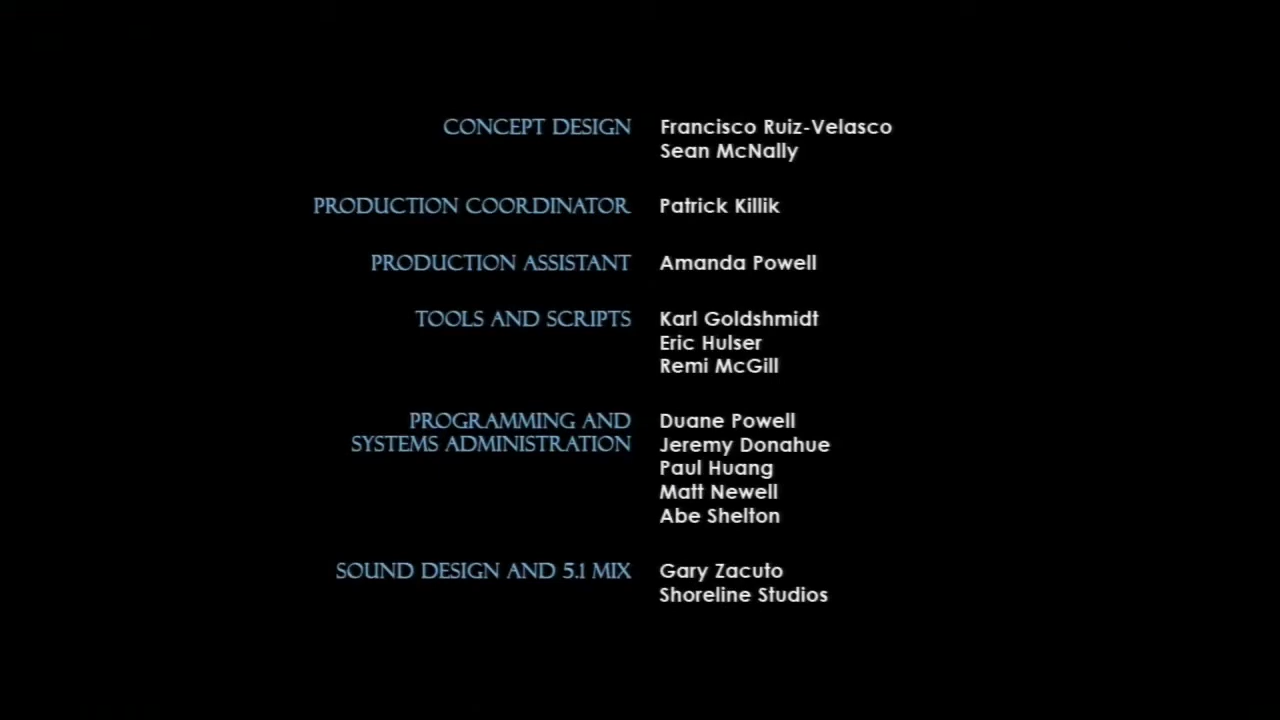 CONCEPT DESIGN Francisco Ruiz-Velasco
Sean McNally
PRODUCTION COORDINATOR Patrick Killik
PRODUCTION ASSISTANT Amanda Powell
TOOLS AND SCRIPTS Karl Goldshmidt
Eric Hulser
Remi McGill
PROGRAMMING AND Duane Powell
SYSTEMS ADMINISTRATION Jeremy Donahue
Paul Huang
Matt Newell
Abe Shelton
SOUND DESIGN AND 5.1 MIX Gary Zacuto
Shoreline Studios